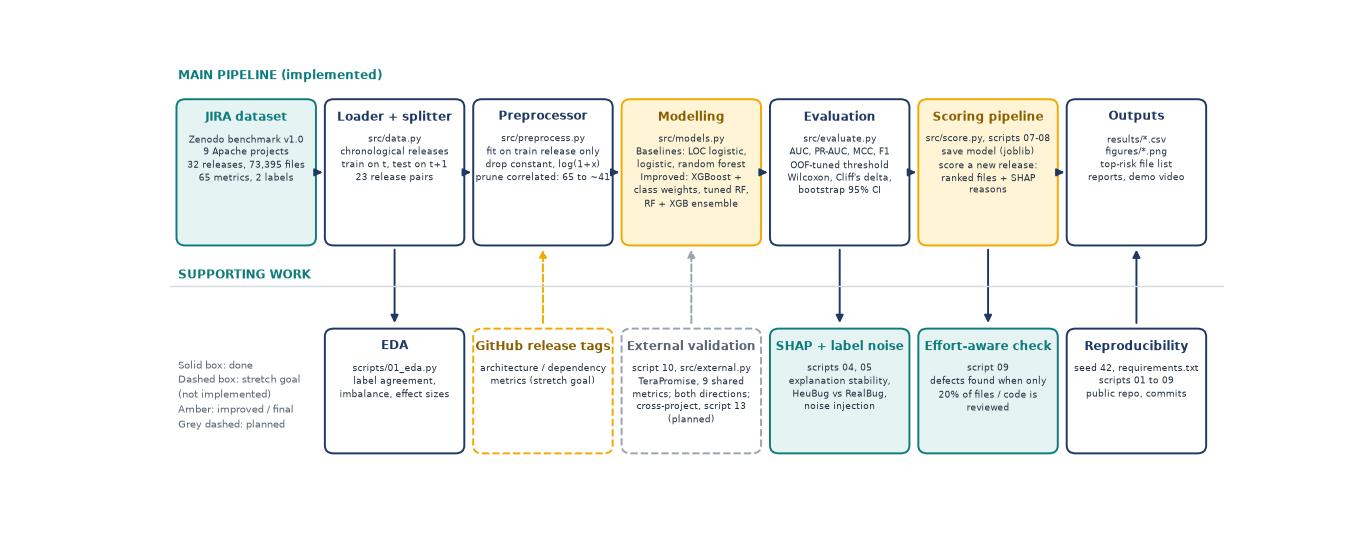 MAIN PIPELINE (implemented)
JIRA dataset
Zenodo benchmark v1.0
9 Apache projects
32 releases, 73,395 files
65 metrics, 2 labels
Loader + splitter
src/data.py
chronological releases
train on t, test on t+1
23 release pairs
Preprocessor
src/preprocess.py
fit on train release only
drop constant, log(1+x)
prune correlated: 65 to ~41
Modelling
src/models.py
Baselines: LOC logistic,
logistic, random forest
Improved: XGBoost +
class weights, tuned RF,
RF + XGB ensemble
Evaluation
src/evaluate.py
AUC, PR-AUC, MCC, F1
OOF-tuned threshold
Wilcoxon, Cliff's delta,
bootstrap 95% CI
Scoring pipeline
src/score.py, scripts 07-08
save model (joblib)
score a new release:
ranked files + SHAP
reasons
Outputs
results/*.csv
figures/*.png
top-risk file list
reports, demo video
SUPPORTING WORK
Solid box: done
Dashed box: stretch goal
(not implemented)
Amber: improved / final
Grey dashed: planned
EDA
scripts/01_eda.py
label agreement,
imbalance, effect sizes
GitHub release tags
architecture / dependency
metrics (stretch goal)
External validation
script 10, src/external.py
TeraPromise, 9 shared
metrics; both directions;
cross-project, script 13
(planned)
SHAP + label noise
scripts 04, 05
explanation stability,
HeuBug vs RealBug,
noise injection
Effort-aware check
script 09
defects found when only
20% of files / code is
reviewed
Reproducibility
seed 42, requirements.txt
scripts 01 to 09
public repo, commits